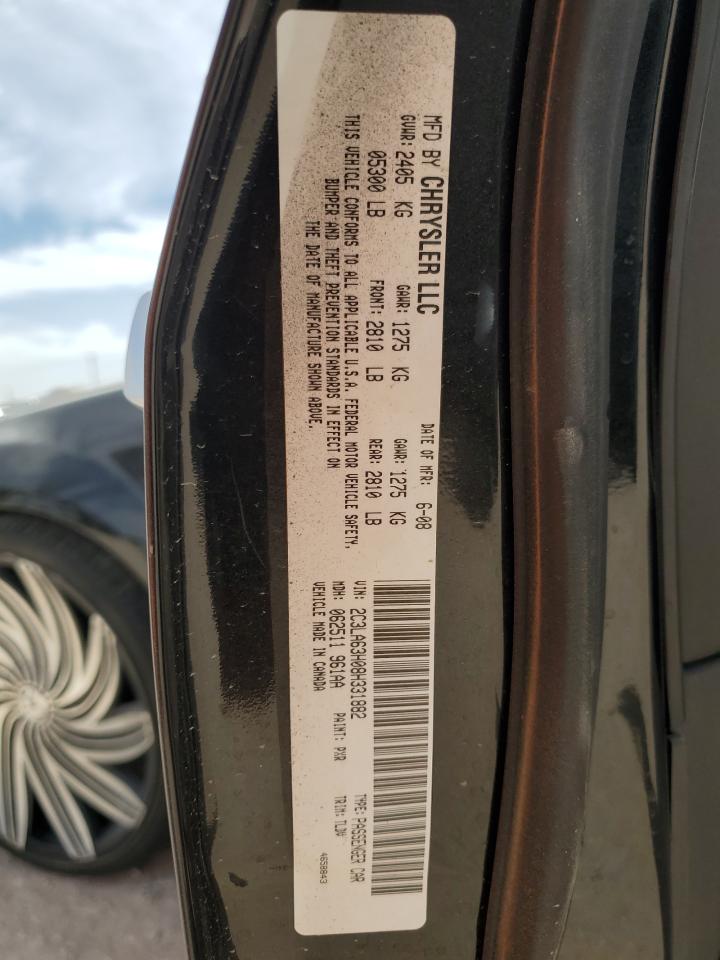 MFD BY CHRYSLER LLC
DATE OF MFR: 6-08
GVWR: 2405 KG
GAWR: 1275 KG
GAWR: 1275 KG
05300 LB
FRONT: 2810 LB
REAR: 2810 LB
THIS VEHICLE CONFORMS TO ALL APPLICABLE U.S.A. FEDERAL MOTOR VEHICLE SAFETY,
BUMPER AND THEFT PREVENTION STANDARDS IN EFFECT ON
THE DATE OF MANUFACTURE SHOWN ABOVE.
VIN: 2C3LA63H08H331882
TYPE: PASSENGER CAR
MDH: 062511 961AA
PAINT: PXR
TRIM: TLDV
VEHICLE MADE IN CANADA
4658843